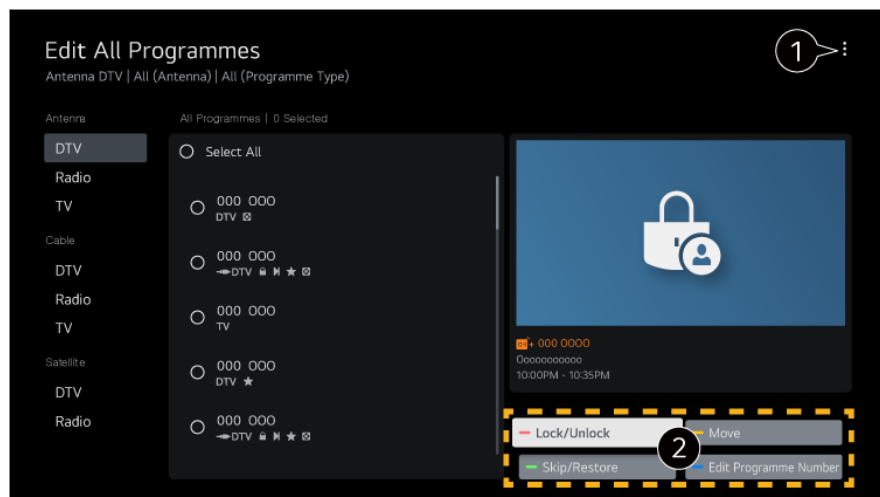 Edit All Programmes
1
Antenna DTV | All (Antenna) | All (Programme Type)
Antenna
All Programmes | 0 Selected
DTV
Radio
TV
Cable
DTV
Radio
TV
Satellite
DTV
Radio
Select All
000 000
DTV
000 000
DTV
000 000
TV
000 000
DTV
000 000
DTV
000 0000
Oooooooooo
10:00PM - 10:35PM
Lock/Unlock
Move
2
Skip/Restore
Edit Programme Number